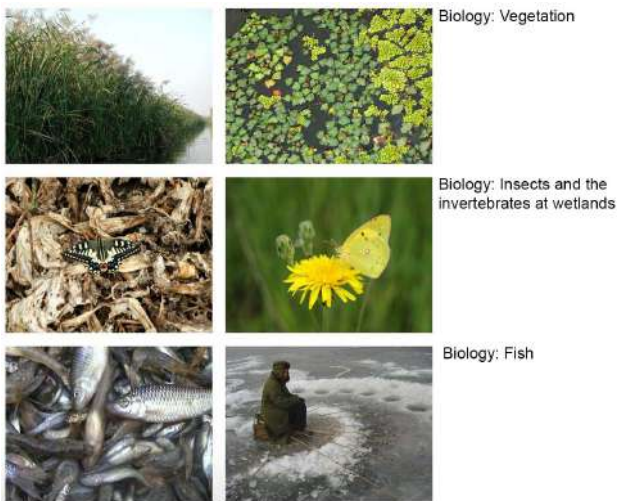 Biology: Vegetation
Biology: Insects and the
invertebrates at wetlands
Biology: Fish